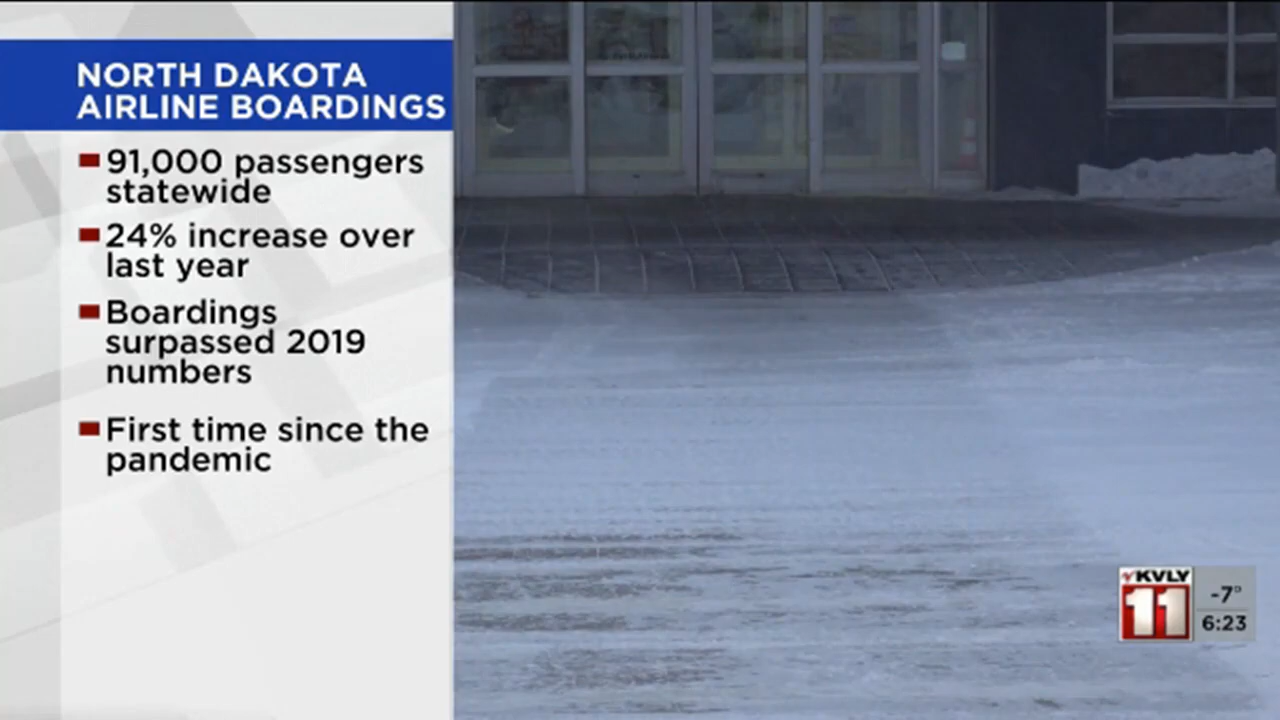 NORTH DAKOTA
AIRLINE BOARDINGS
91,000 passengers
statewide
24% increase over
last year
Boardings
surpassed 2019
numbers
First time since the
pandemic
KVLY
11
-7°
6:23